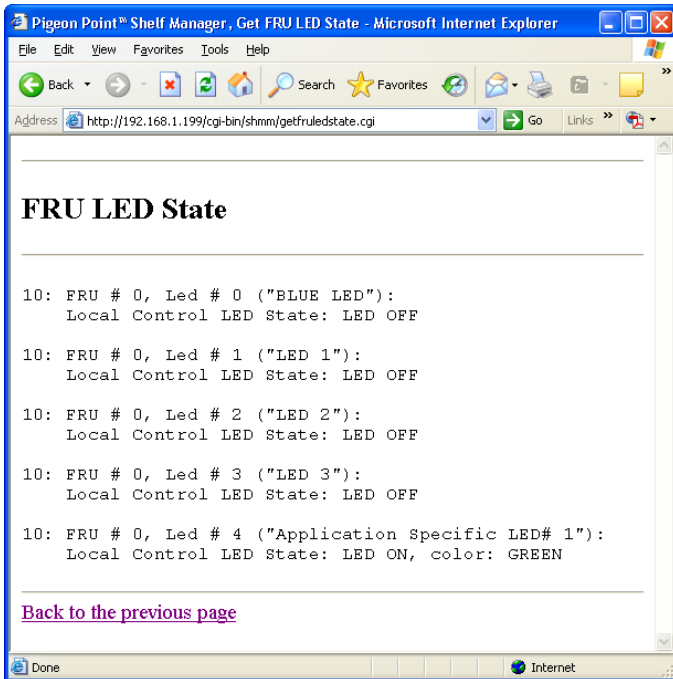 Pigeon Point™ Shelf Manager, Get FRU LED State - Microsoft Internet Explorer
File Edit View Favorites Tools Help
Back Search Favorites »
Address http://192.168.1.199/cgi-bin/shmm/getfruledstate.cgi Go Links »
FRU LED State
10: FRU # 0, Led # 0 ("BLUE LED"):
Local Control LED State: LED OFF
10: FRU # 0, Led # 1 ("LED 1"):
Local Control LED State: LED OFF
10: FRU # 0, Led # 2 ("LED 2"):
Local Control LED State: LED OFF
10: FRU # 0, Led # 3 ("LED 3"):
Local Control LED State: LED OFF
10: FRU # 0, Led # 4 ("Application Specific LED# 1"):
Local Control LED State: LED ON, color: GREEN
Back to the previous page
Done Internet